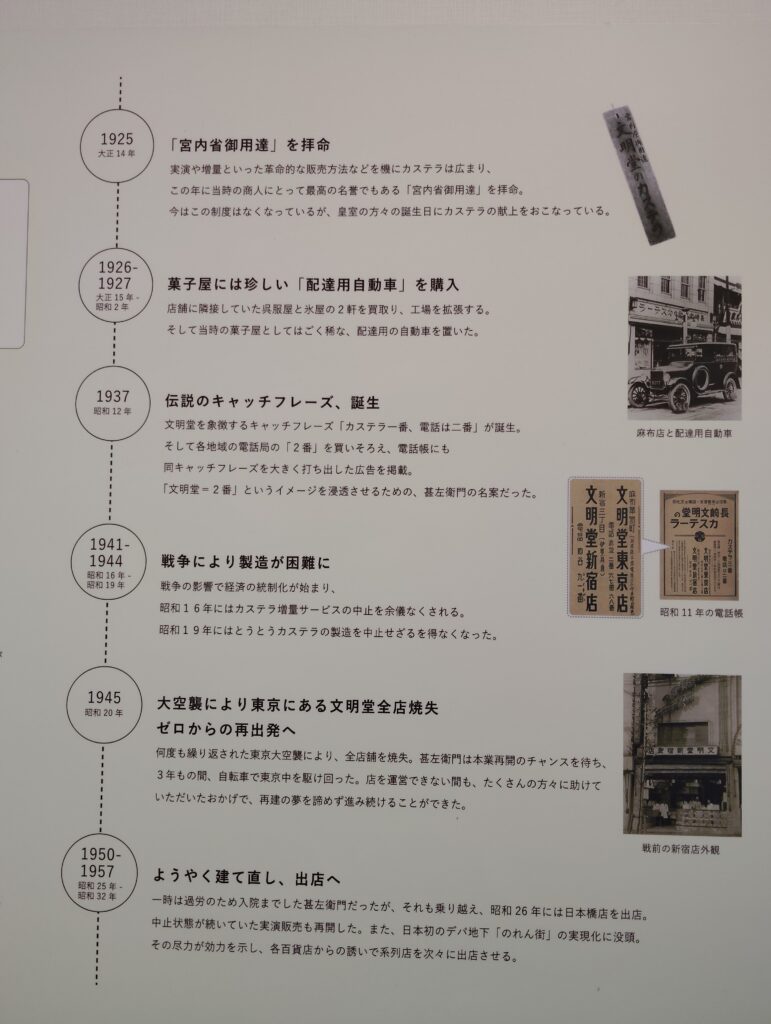 1925
大正14年
「宮内省御用達」を拝命
実演や増量といった革命的な販売方法などを機にカステラは広まり、
この年に当時の商人にとって最高の名誉でもある「宮内省御用達」を拝命。
今はこの制度はなくなっているが、皇室の方々の誕生日にカステラの献上をおこなっている。
文明堂のカステラ
1926-
1927
大正15年-
昭和2年
菓子屋には珍しい「配達用自動車」を購入
店舗に隣接していた呉服屋と氷屋の2軒を買取り、工場を拡張する。
そして当時の菓子屋としてはごく稀な、配達用の自動車を置いた。
麻布店と配達用自動車
1937
昭和12年
伝説のキャッチフレーズ、誕生
文明堂を象徴するキャッチフレーズ「カステラ一番、電話は二番」が誕生。
そして各地域の電話局の「2番」を買いそろえ、電話帳にも
同キャッチフレーズを大きく打ち出した広告を掲載。
「文明堂=2番」というイメージを浸透させるための、甚左衛門の名案だった。
文明堂東京店
新宿三丁目
文明堂新宿店
長崎文明堂の
カステーラ
文明堂東京店
文明堂新宿店
昭和11年の電話帳
1941-
1944
昭和16年-
昭和19年
戦争により製造が困難に
戦争の影響で経済の統制化が始まり、
昭和16年にはカステラ増量サービスの中止を余儀なくされる。
昭和19年にはとうとうカステラの製造を中止せざるを得なくなった。
1945
昭和20年
大空襲により東京にある文明堂全店焼失
ゼロからの再出発へ
何度も繰り返された東京大空襲により、全店舗を焼失。甚左衛門は本業再開のチャンスを待ち、
3年もの間、自転車で東京中を駆け回った。店を運営できない間も、たくさんの方々に助けて
いただいたおかげで、再建の夢を諦めず進み続けることができた。
店賣宿新堂明文
戦前の新宿店外観
1950-
1957
昭和25年-
昭和32年
ようやく建て直し、出店へ
一時は過労のため入院までした甚左衛門だったが、それも乗り越え、昭和26年には日本橋店を出店。
中止状態が続いていた実演販売も再開した。また、日本初のデパ地下「のれん街」の実現化に没頭。
その尽力が効力を示し、各百貨店からの誘いで系列店を次々に出店させる。